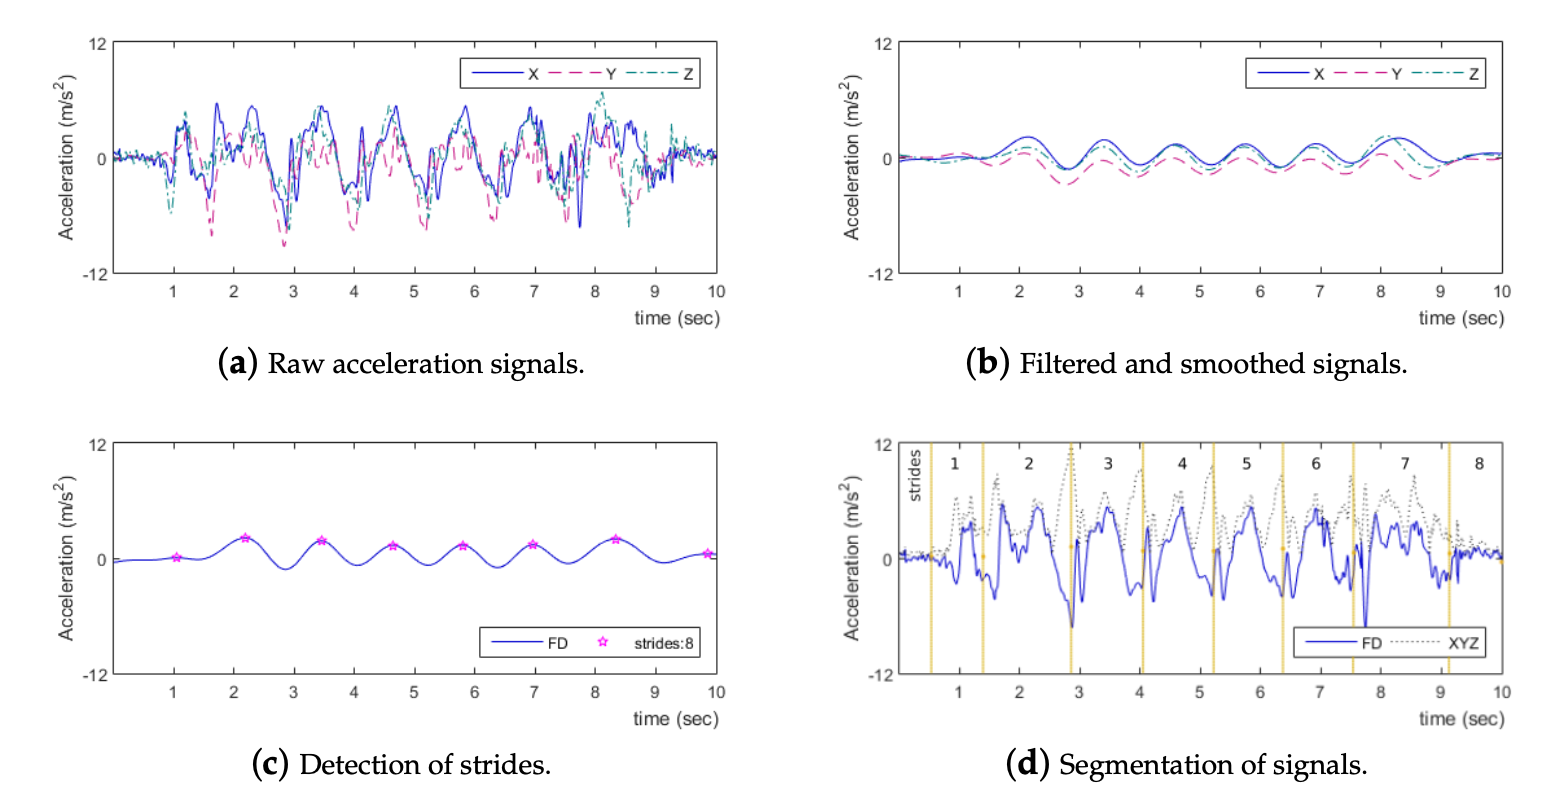 12
0
-12
Acceleration (m/s²)
X Y Z
1 2 3 4 5 6 7 8 9 10
time (sec)
(a) Raw acceleration signals.
12
0
-12
Acceleration (m/s²)
X Y Z
1 2 3 4 5 6 7 8 9 10
time (sec)
(b) Filtered and smoothed signals.
12
0
-12
Acceleration (m/s²)
FD strides:8
1 2 3 4 5 6 7 8 9 10
time (sec)
(c) Detection of strides.
12
0
-12
Acceleration (m/s²)
strides 1 2 3 4 5 6 7 8
FD XYZ
1 2 3 4 5 6 7 8 9 10
time (sec)
(d) Segmentation of signals.